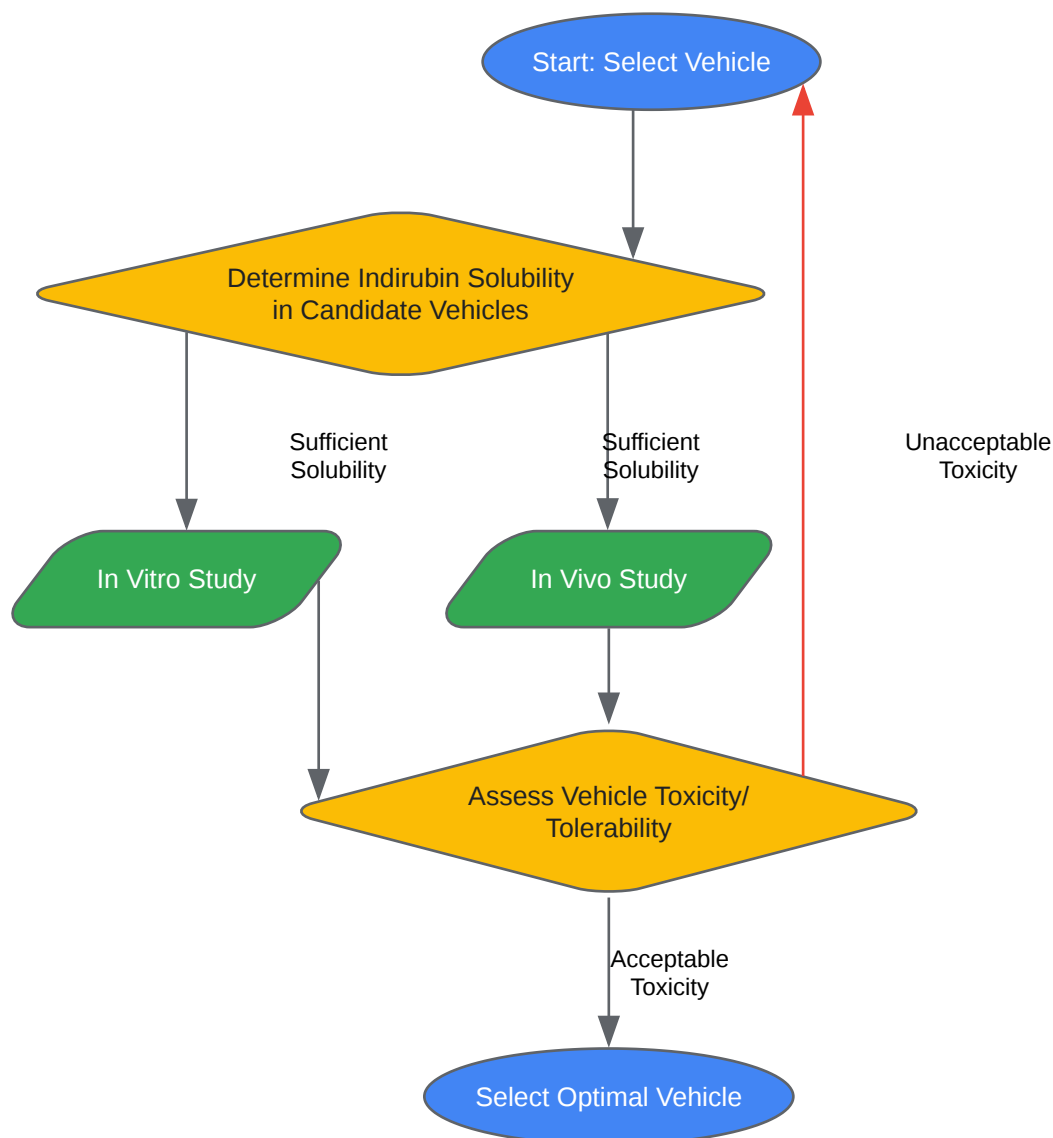 Start: Select Vehicle
Determine Indirubin Solubility
in Candidate Vehicles
Sufficient
Solubility
Sufficient
Solubility
Unacceptable
Toxicity
In Vitro Study
In Vivo Study
Assess Vehicle Toxicity/
Tolerability
Acceptable
Toxicity
Select Optimal Vehicle